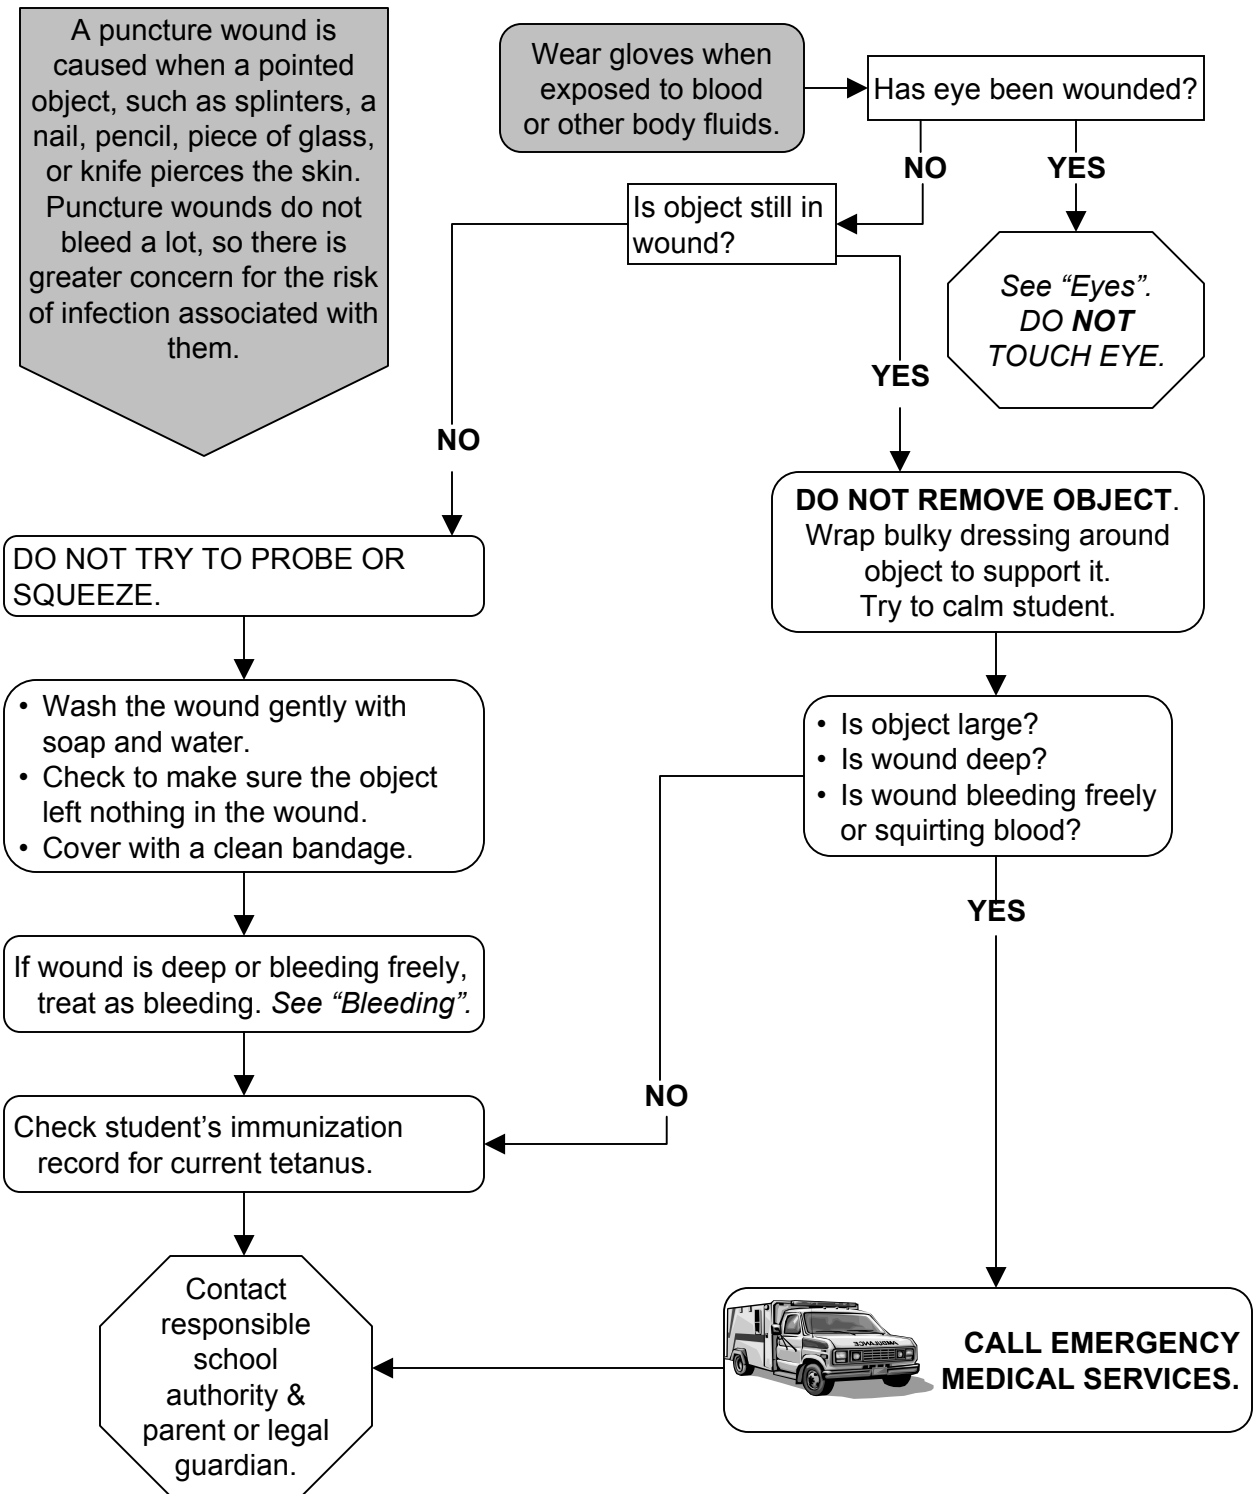 A puncture wound is
caused when a pointed
object, such as splinters, a
nail, pencil, piece of glass,
or knife pierces the skin.
Puncture wounds do not
bleed a lot, so there is
greater concern for the risk
of infection associated with
them.
Wear gloves when
exposed to blood
or other body fluids.
Has eye been wounded?
NO
YES
Is object still in
wound?
See “Eyes”.
DO NOT
TOUCH EYE.
YES
NO
DO NOT REMOVE OBJECT.
Wrap bulky dressing around
object to support it.
Try to calm student.
DO NOT TRY TO PROBE OR
SQUEEZE.
• Wash the wound gently with
soap and water.
• Check to make sure the object
left nothing in the wound.
• Cover with a clean bandage.
• Is object large?
• Is wound deep?
• Is wound bleeding freely
or squirting blood?
YES
If wound is deep or bleeding freely,
treat as bleeding. See “Bleeding”.
NO
Check student’s immunization
record for current tetanus.
Contact
responsible
school
authority &
parent or legal
guardian.
AMBULANCE
CALL EMERGENCY
MEDICAL SERVICES.